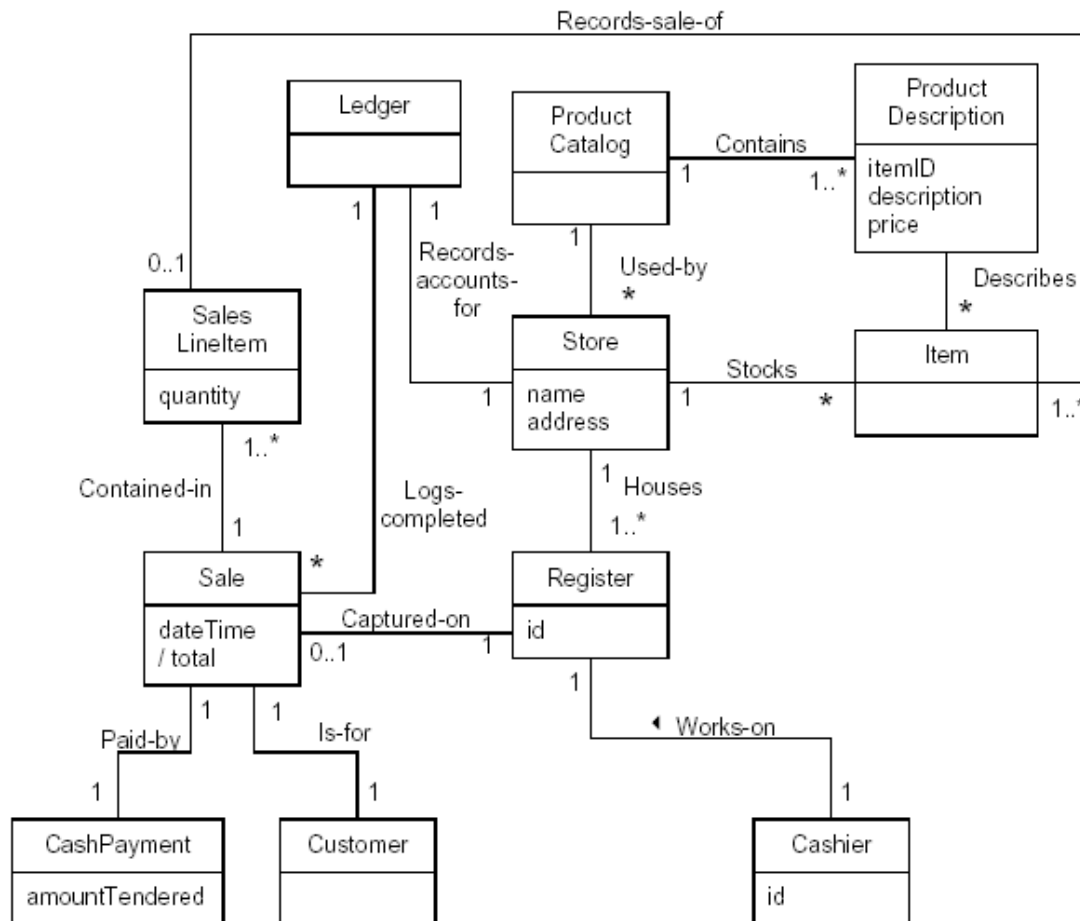 Records-sale-of
Ledger
Product
Catalog
Product
Description
itemID
description
price
Contains
1
1..*
1
1
1
0..1
Records-
accounts-
for
Used-by
*
Describes
*
Sales
LineItem
quantity
Store
name
address
Item
Stocks
1
1
*
1..*
1..*
Contained-in
1
Logs-
completed
*
1
Houses
1..*
Sale
dateTime
/ total
Captured-on
0..1
1
Register
id
1
1
1
Paid-by
Is-for
Works-on
1
1
1
CashPayment
amountTendered
Customer
Cashier
id